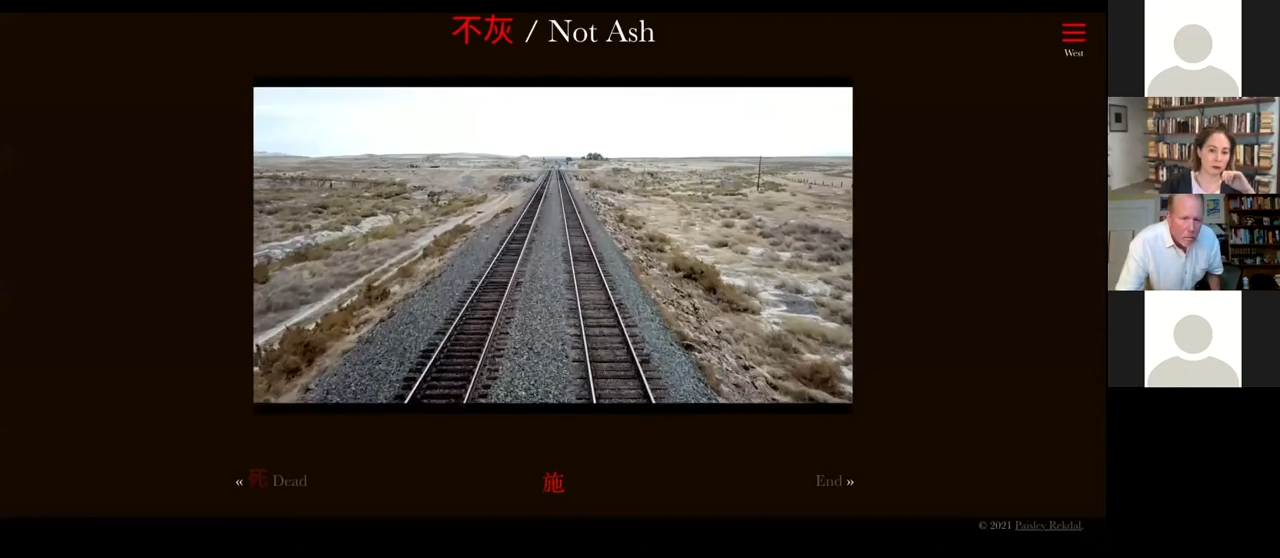 不灰 / Not Ash
West
« 死 Dead
施
End »
© 2021 Paisley Rekdal.